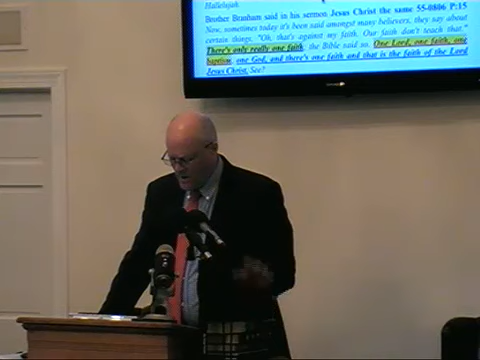 Hallelujah.
Brother Branham said in his sermon Jesus Christ the same 55-0806 P:15
Now, sometimes today it's been said amongst many believers, they say about
certain things, "Oh, that's against my faith. Our faith don't teach that,"
There's only really one faith, the Bible said so. One Lord, one faith, one
baptism, one God, and there's one faith and that is the faith of the Lord
Jesus Christ. See?